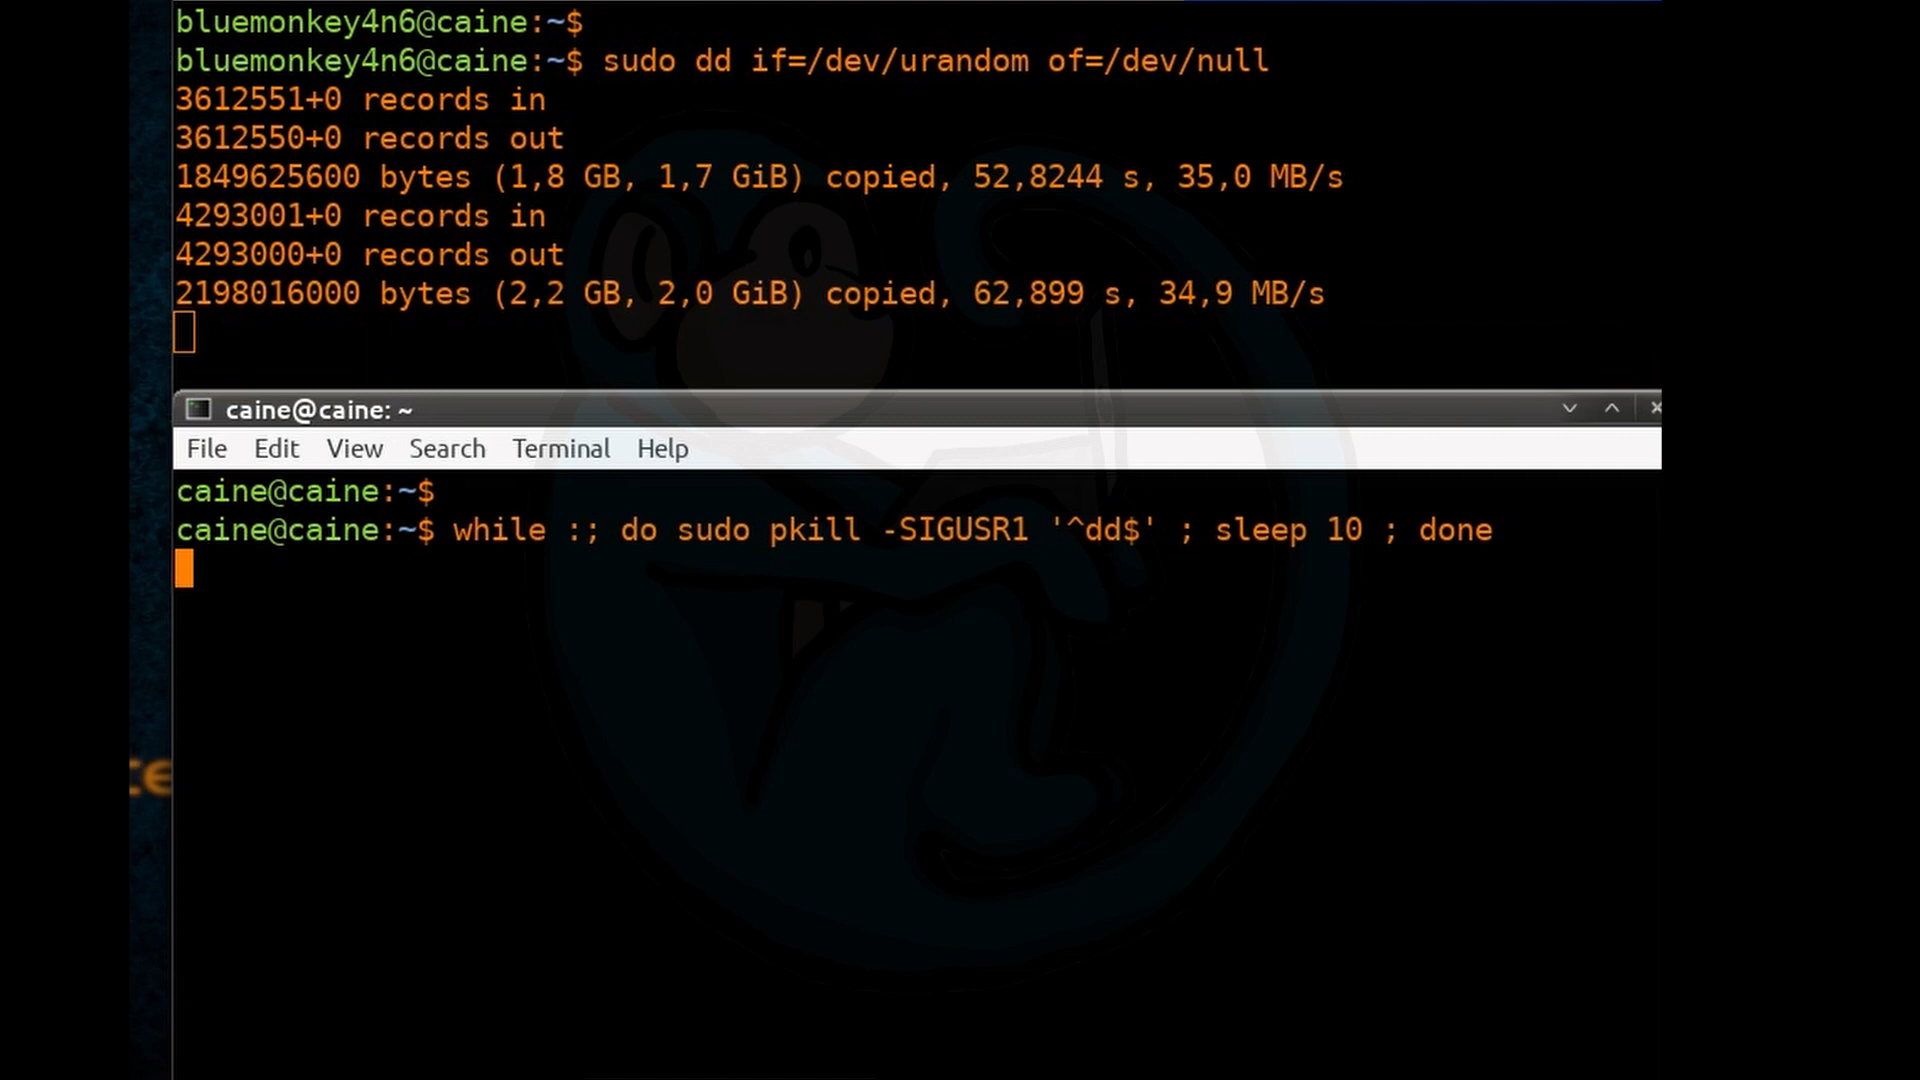 bluemonkey4n6@caine:~$
bluemonkey4n6@caine:~$ sudo dd if=/dev/urandom of=/dev/null
3612551+0 records in
3612550+0 records out
1849625600 bytes (1,8 GB, 1,7 GiB) copied, 52,8244 s, 35,0 MB/s
4293001+0 records in
4293000+0 records out
2198016000 bytes (2,2 GB, 2,0 GiB) copied, 62,899 s, 34,9 MB/s
caine@caine: ~
File Edit View Search Terminal Help
caine@caine:~$
caine@caine:~$ while :; do sudo pkill -SIGUSR1 '^dd$' ; sleep 10 ; done